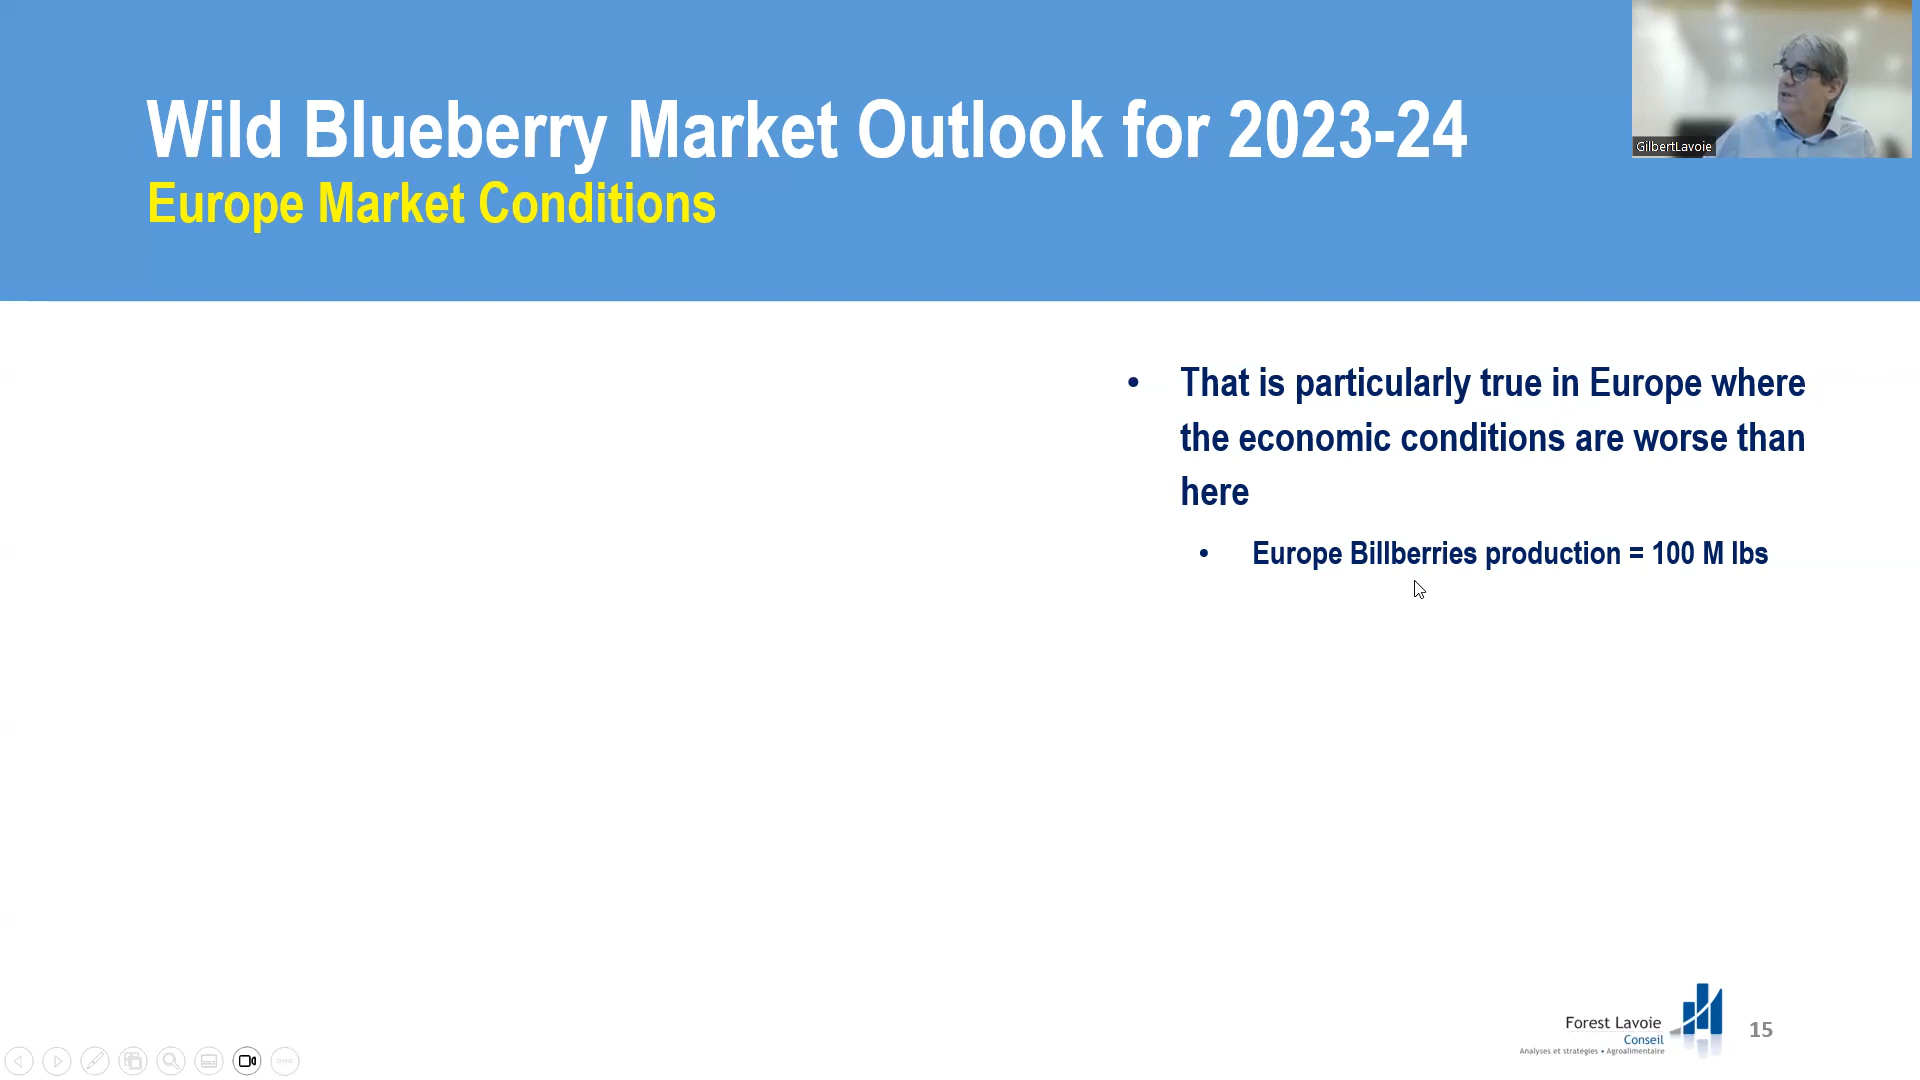 Wild Blueberry Market Outlook for 2023-24
Europe Market Conditions
GilbertLavoie
• That is particularly true in Europe where
the economic conditions are worse than
here
• Europe Billberries production = 100 M lbs
Forest Lavoie
Conseil
Analyses et stratégies • Agroalimentaire
15